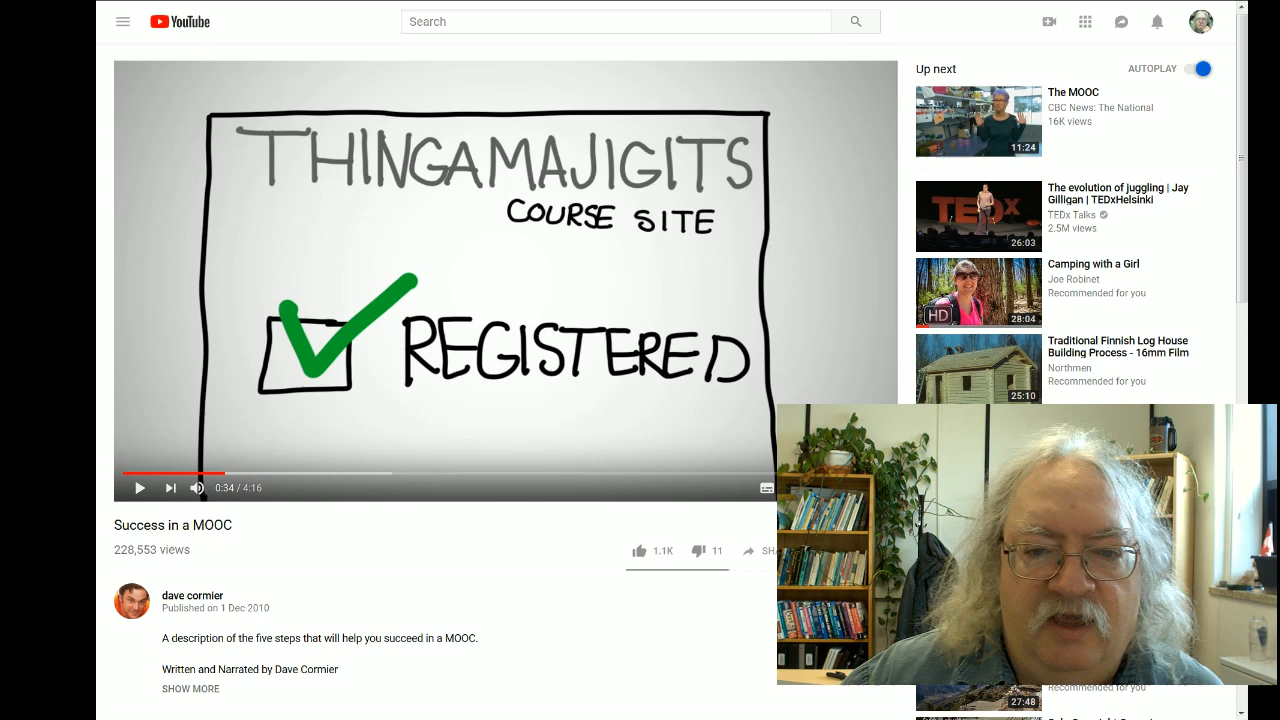 YouTube
Search
THINGAMAJIGITS
COURSE SITE
REGISTERED
0:34 / 4:16
Success in a MOOC
228,553 views
1.1K
11
SHA
dave cormier
Published on 1 Dec 2010
A description of the five steps that will help you succeed in a MOOC.
Written and Narrated by Dave Cormier
SHOW MORE
Up next
AUTOPLAY
The MOOC
CBC News: The National
16K views
11:24
The evolution of juggling | Jay
Gilligan | TEDxHelsinki
TEDx Talks
2.5M views
TEDx
26:03
Camping with a Girl
Joe Robinet
Recommended for you
HD
28:04
Traditional Finnish Log House
Building Process - 16mm Film
Northmen
Recommended for you
25:10
Recommended for you
27:48